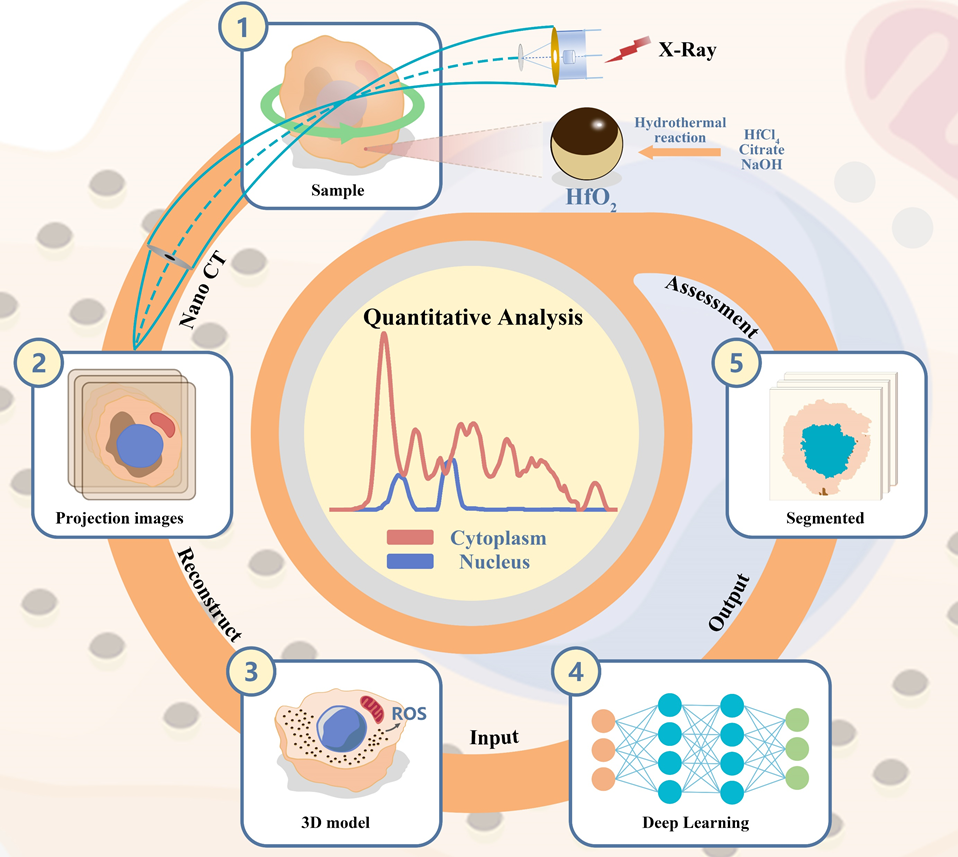 1
X-Ray
Hydrothermal
reaction
HfCl₄
Citrate
NaOH
Sample
HfO₂
Nano CT
Assessment
Quantitative Analysis
2
5
Projection images
Segmented
Cytoplasm
Nucleus
Reconstruct
Output
3
4
ROS
Input
3D model
Deep Learning